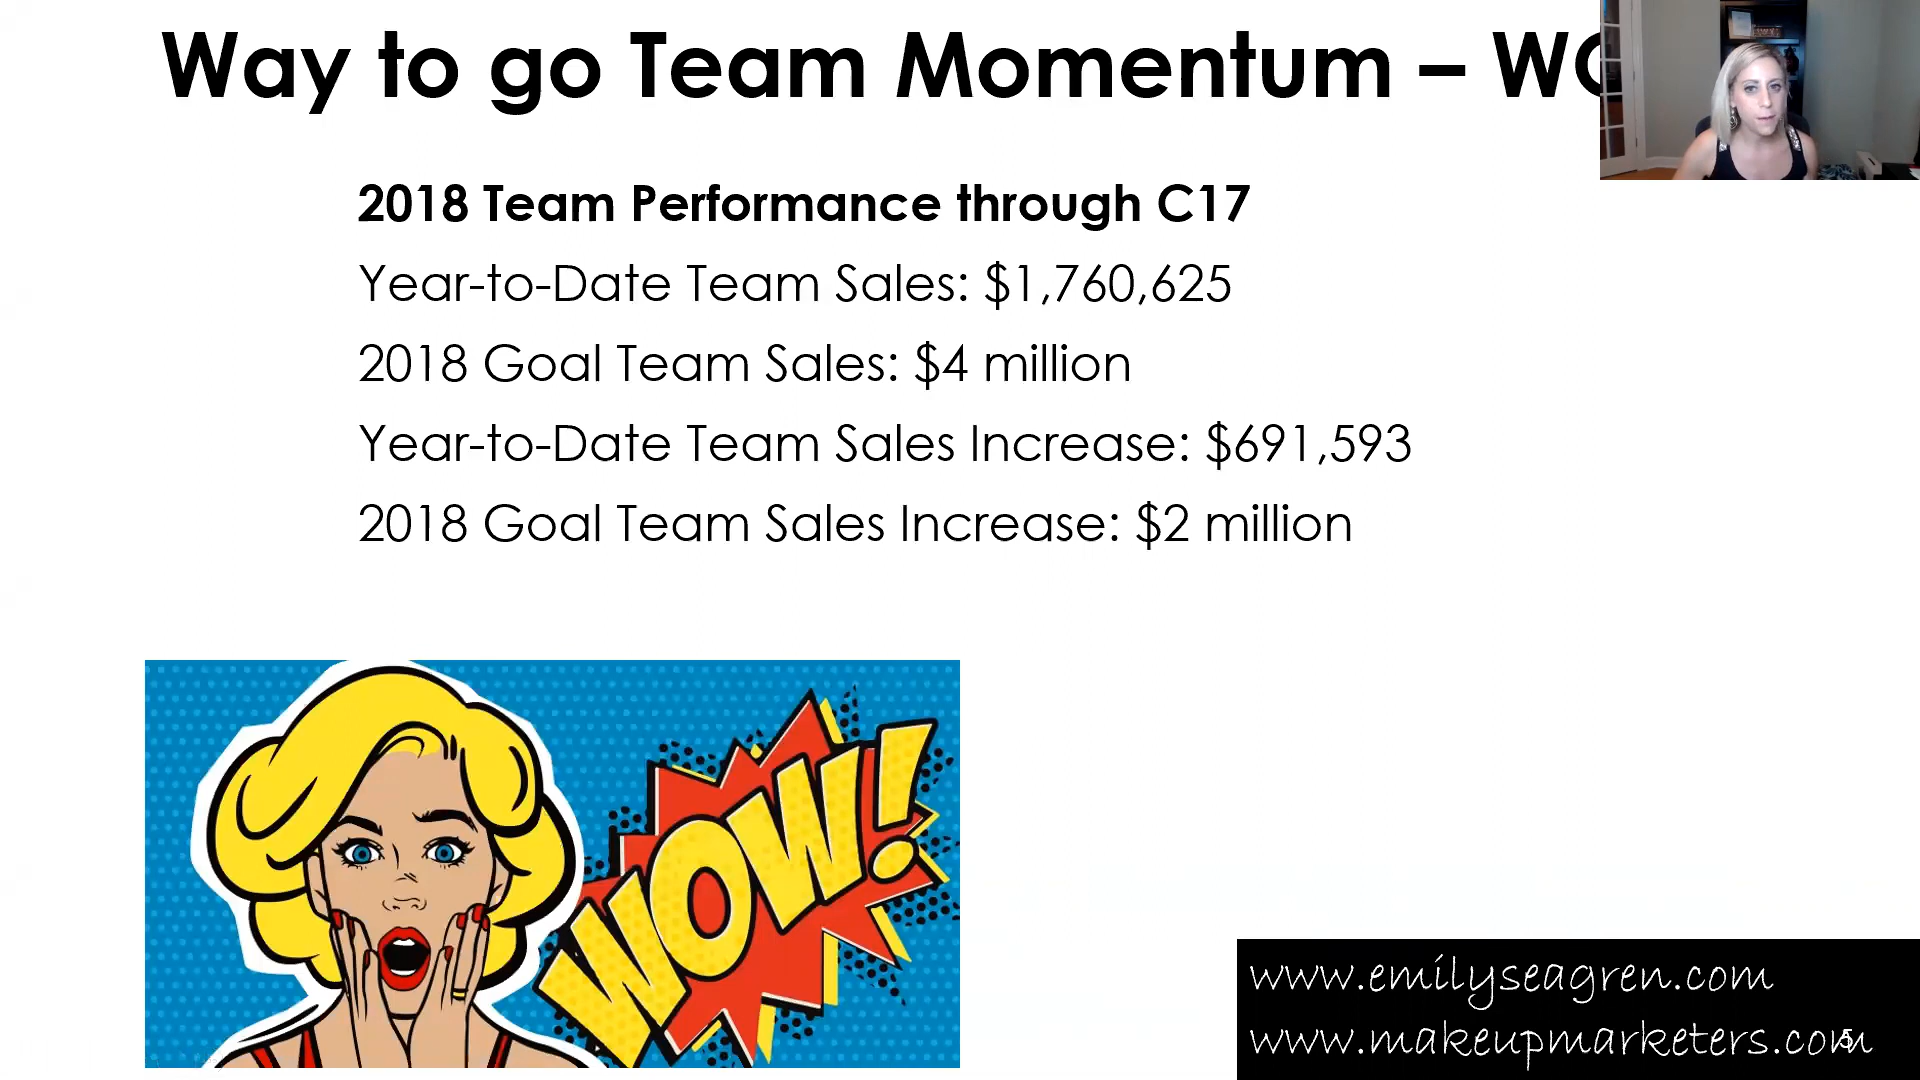 Way to go Team Momentum – WO
2018 Team Performance through C17
Year-to-Date Team Sales: $1,760,625
2018 Goal Team Sales: $4 million
Year-to-Date Team Sales Increase: $691,593
2018 Goal Team Sales Increase: $2 million
WOW!
www.emilyseagren.com
www.makeupmarketers.com
5